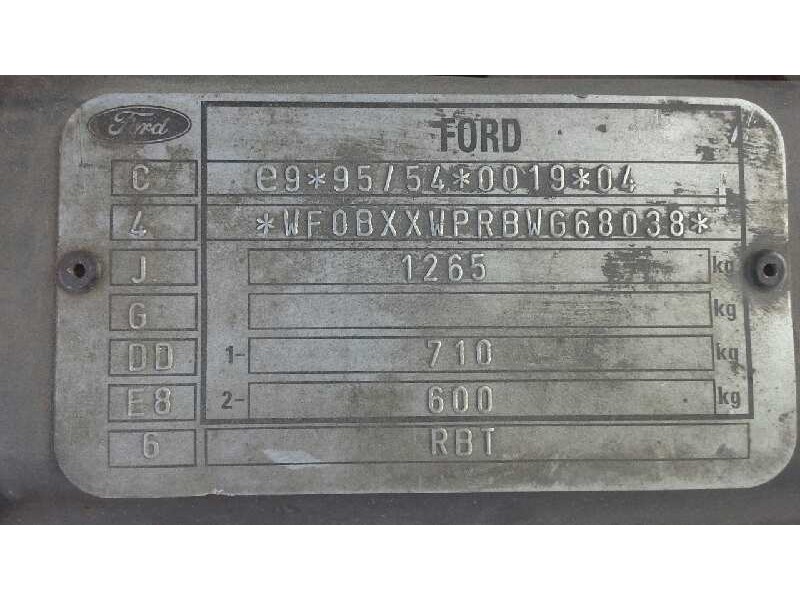 Ford FORD
C e9*95/54*0019*04
4 *WF0BXXWPRBWG68038*
J 1265 kg
G kg
DD 1- 710 kg
E8 2- 600 kg
6 RBT